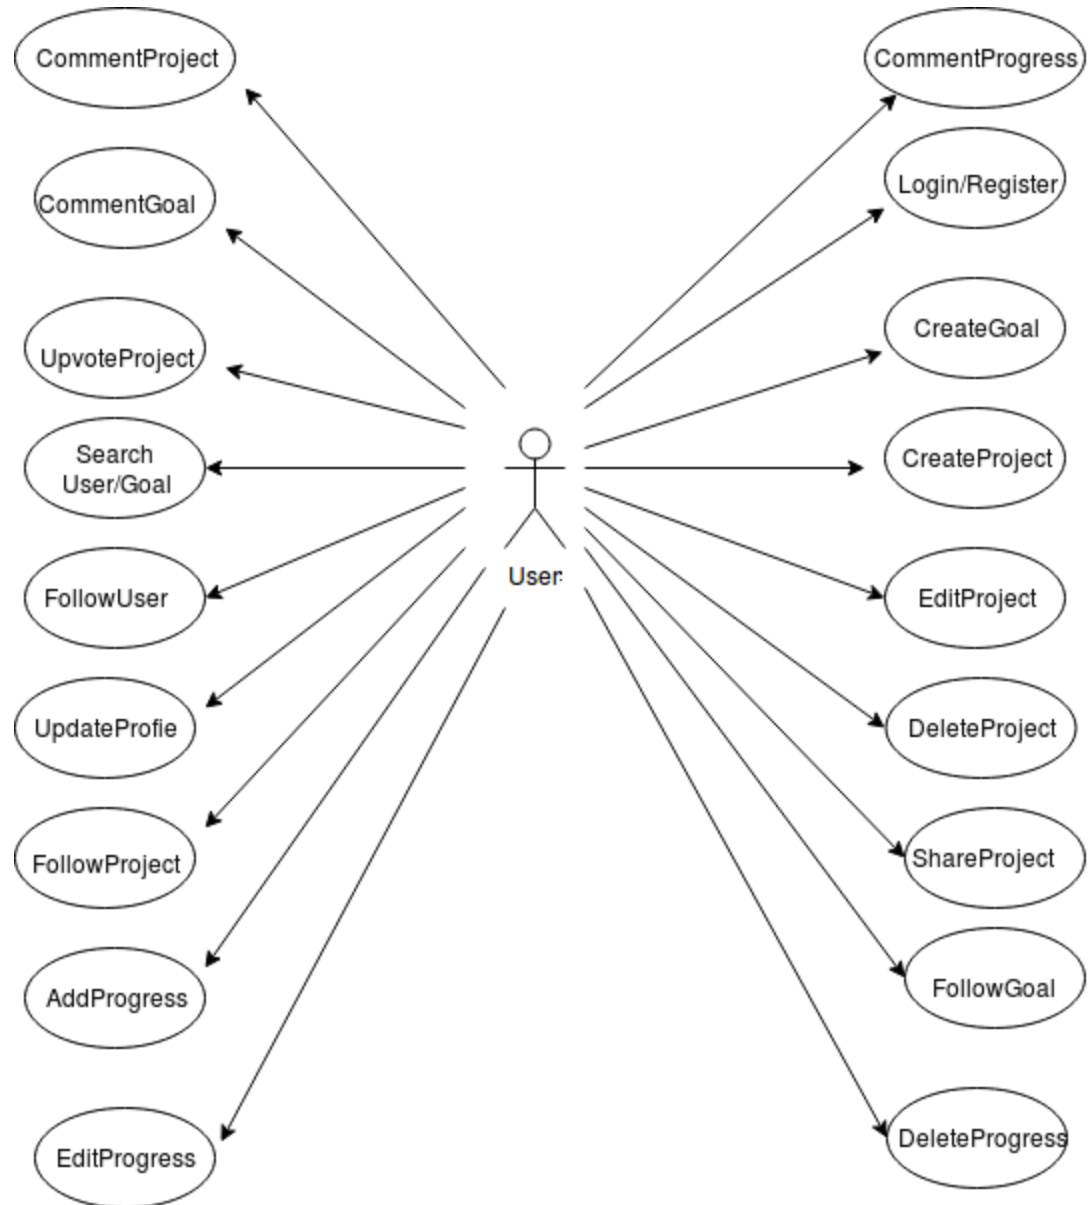 CommentProject
CommentProgress
Login/Register
CommentGoal
CreateGoal
UpvoteProject
Search
User/Goal
CreateProject
User:
FollowUser
EditProject
UpdateProfie
DeleteProject
FollowProject
ShareProject
AddProgress
FollowGoal
EditProgress
DeleteProgress